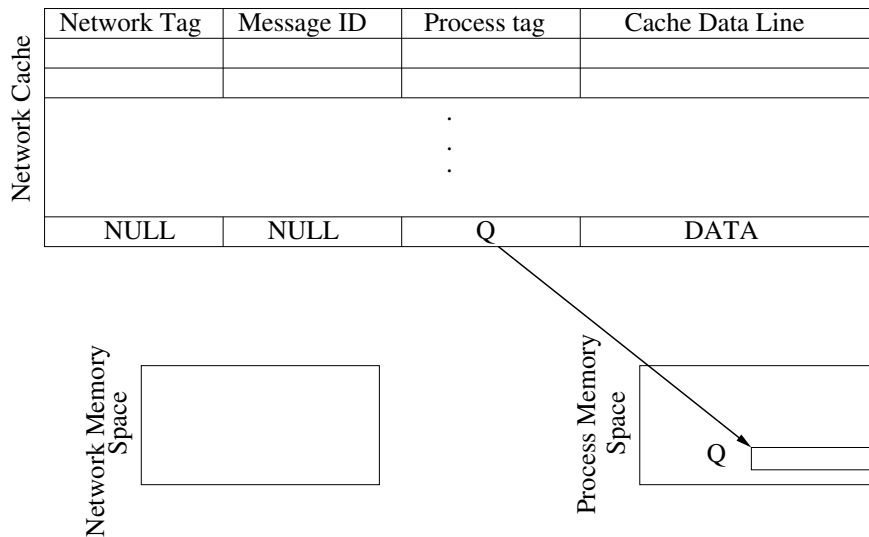 Network Tag Message ID Process tag Cache Data Line
Network Cache
.
.
.
NULL NULL Q DATA
Network Memory
Space
Process Memory
Space
Q